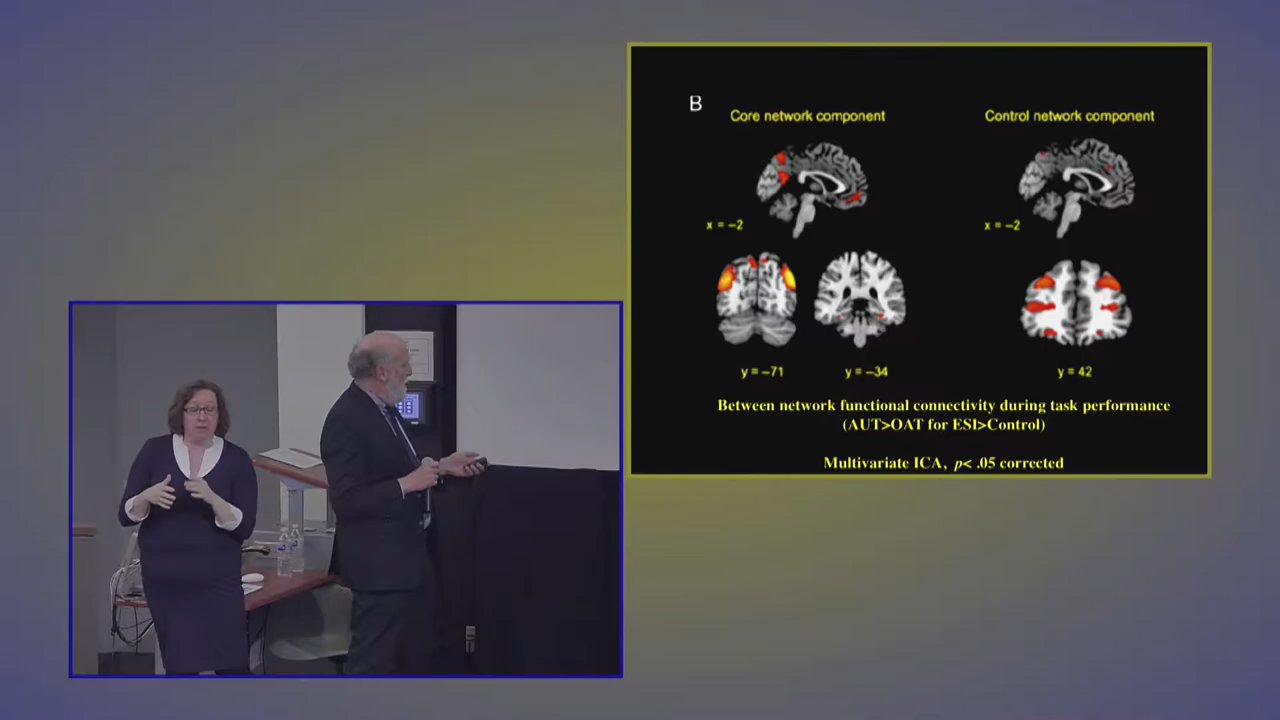 B
Core network component
Control network component
x = –2
x = –2
y = –71
y = –34
y = 42
Between network functional connectivity during task performance
(AUT>OAT for ESI>Control)
Multivariate ICA, p< .05 corrected